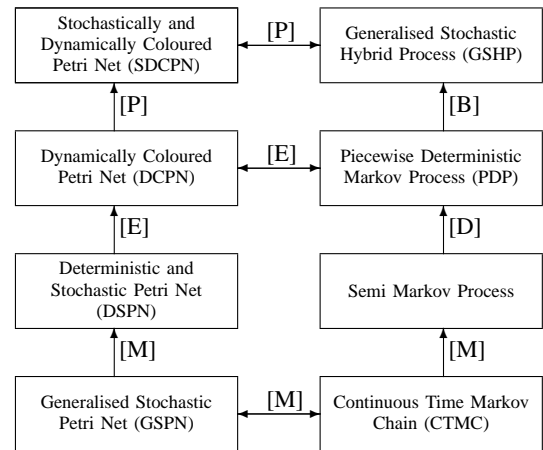 Stochastically and
Dynamically Coloured
Petri Net (SDCPN)
[P]
Generalised Stochastic
Hybrid Process (GSHP)
[P]
[B]
Dynamically Coloured
Petri Net (DCPN)
[E]
Piecewise Deterministic
Markov Process (PDP)
[E]
[D]
Deterministic and
Stochastic Petri Net
(DSPN)
Semi Markov Process
[M]
[M]
Generalised Stochastic
Petri Net (GSPN)
[M]
Continuous Time Markov
Chain (CTMC)